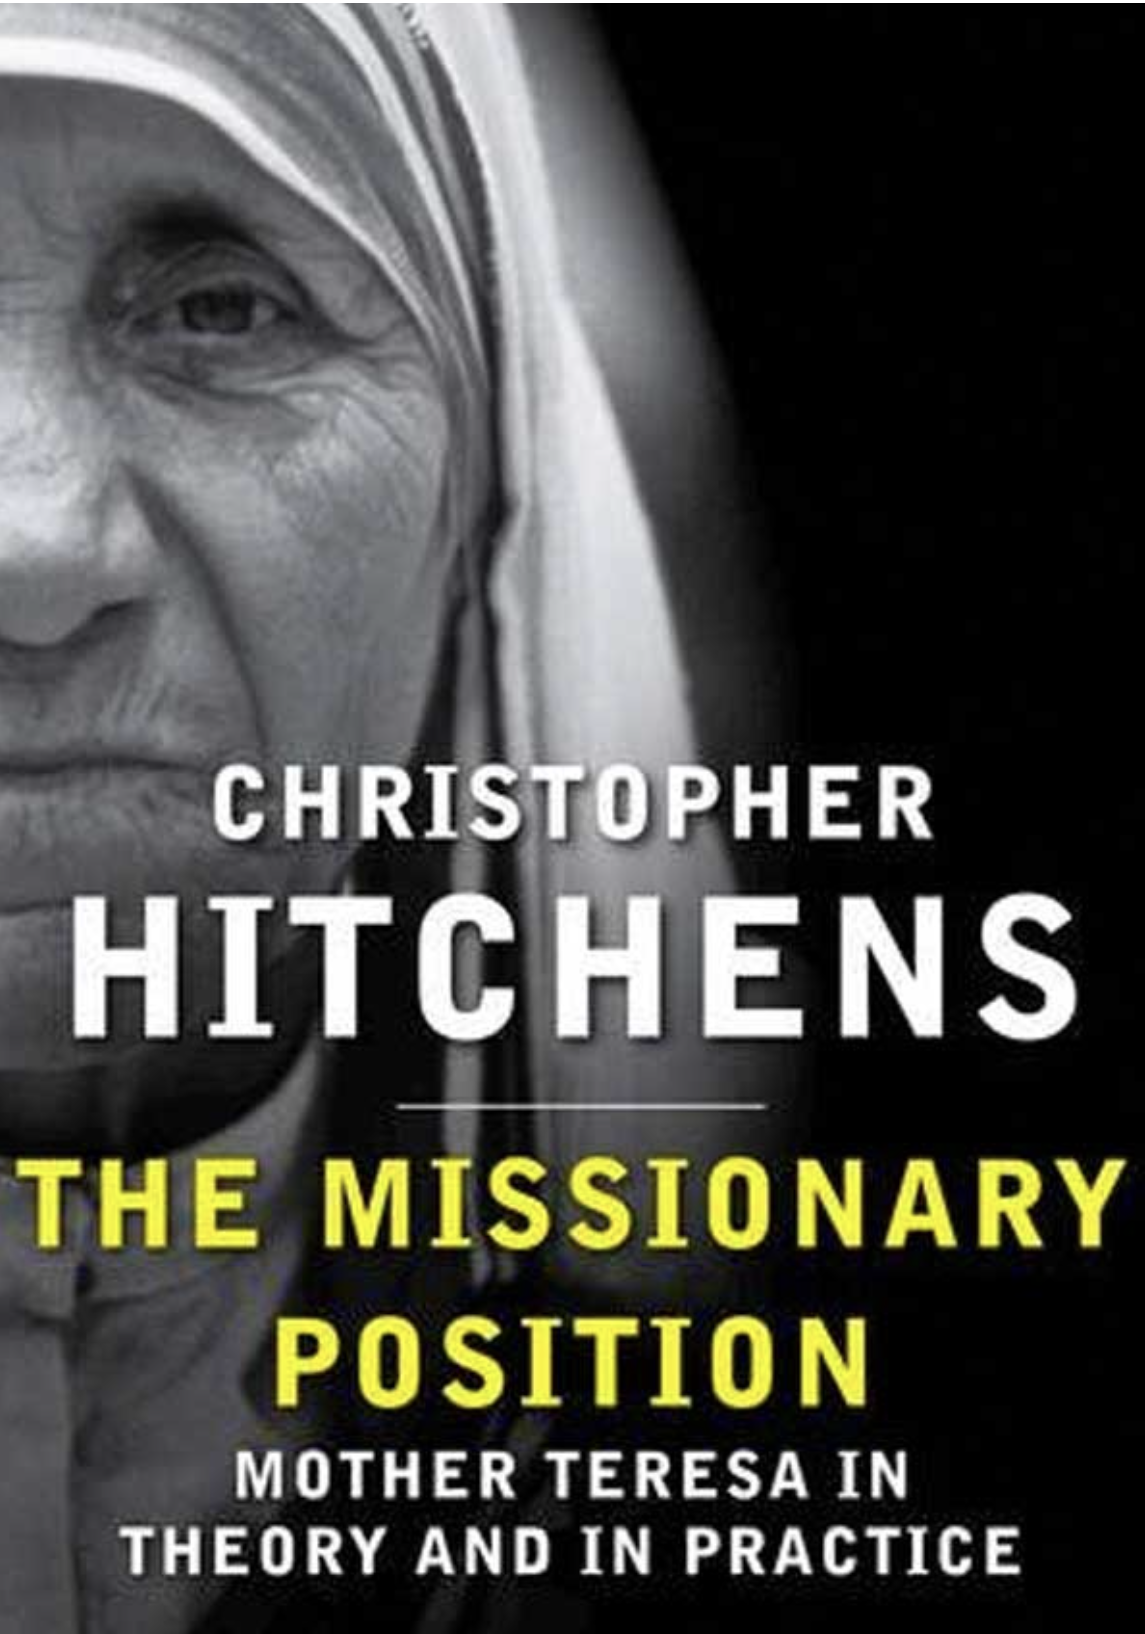 CHRISTOPHER
HITCHENS
THE MISSIONARY
POSITION
MOTHER TERESA IN
THEORY AND IN PRACTICE